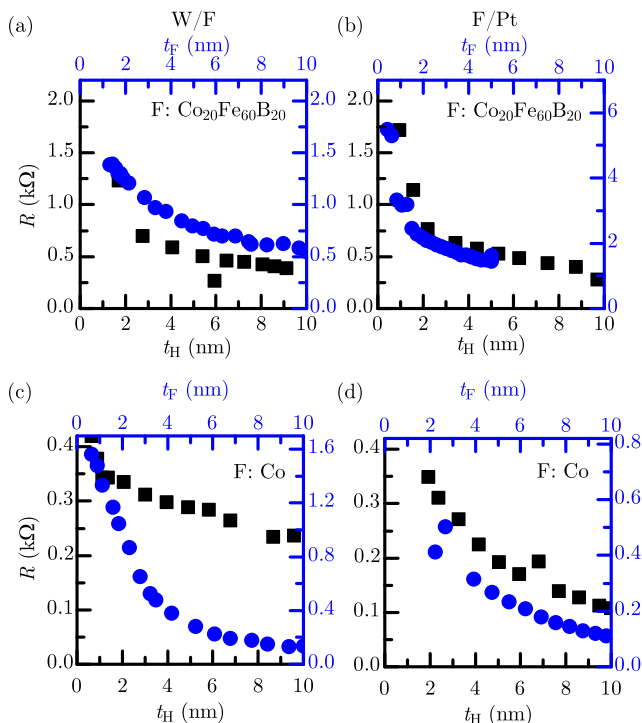 W/F
F/Pt
(a)
t_F (nm)
(b)
t_F (nm)
0 2 4 6 8 10
0 2 4 6 8 10
F: Co₂₀Fe₆₀B₂₀
F: Co₂₀Fe₆₀B₂₀
R (kΩ)
2.0
1.5
1.0
0.5
0.0
2.0
1.5
1.0
0.5
0.0
2.0
1.5
1.0
0.5
0.0
6
4
2
0
0 2 4 6 8 10
0 2 4 6 8 10
t_H (nm)
t_H (nm)
(c)
t_F (nm)
(d)
t_F (nm)
0 2 4 6 8 10
0 2 4 6 8 10
F: Co
F: Co
R (kΩ)
0.4
0.3
0.2
0.1
0.0
1.6
1.2
0.8
0.4
0.0
0.4
0.3
0.2
0.1
0.0
0.8
0.6
0.4
0.2
0.0
0 2 4 6 8 10
0 2 4 6 8 10
t_H (nm)
t_H (nm)